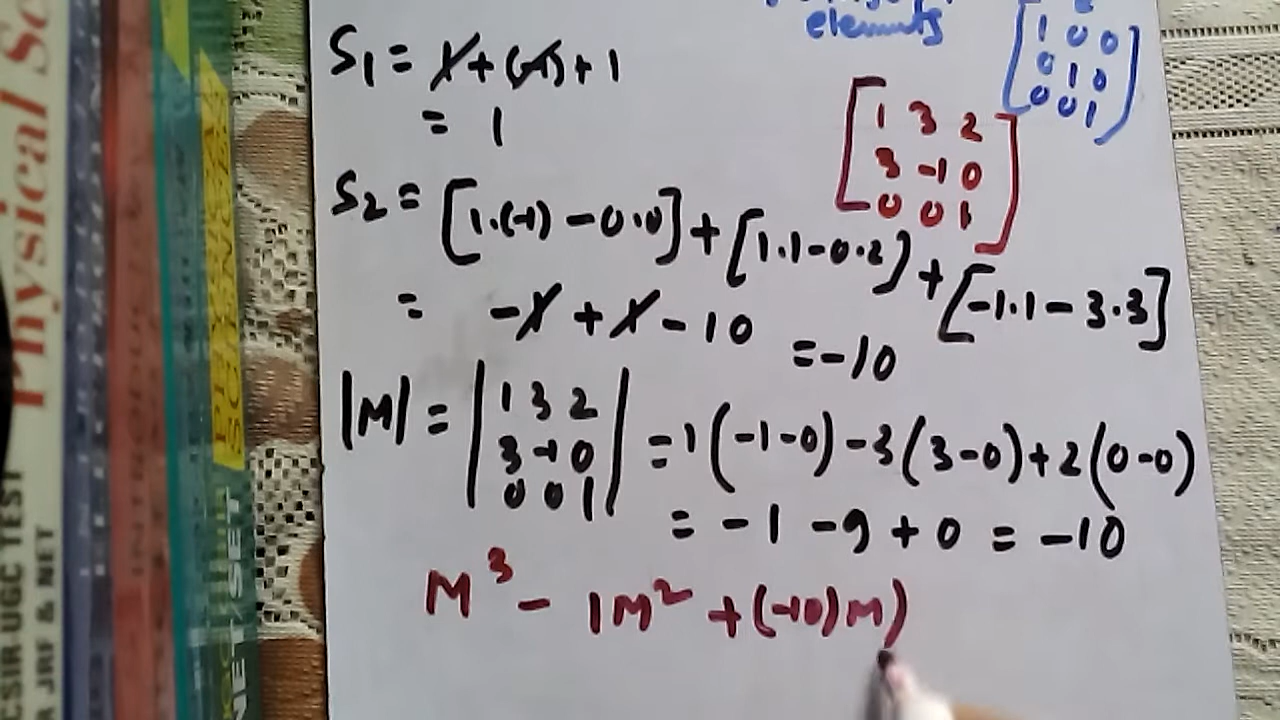 elements
1 0 0
0 1 0
0 0 1
S₁ = 1 + (-1) + 1
= 1
1 3 2
3 -1 0
0 0 1
S₂ = [1.(-1) - 0.0] + [1.1 - 0.2) + [-1.1 - 3.3]
= -1 + 1 - 10 = -10
|M| = | 1 3 2 | = 1(-1-0) - 3(3-0) + 2(0-0)
3 -1 0
0 0 1
= -1 - 9 + 0 = -10
M³ - 1M² + (-10)M)
Physical Sc
CSIR-UGC TEST
JRF & NET
NET/SET